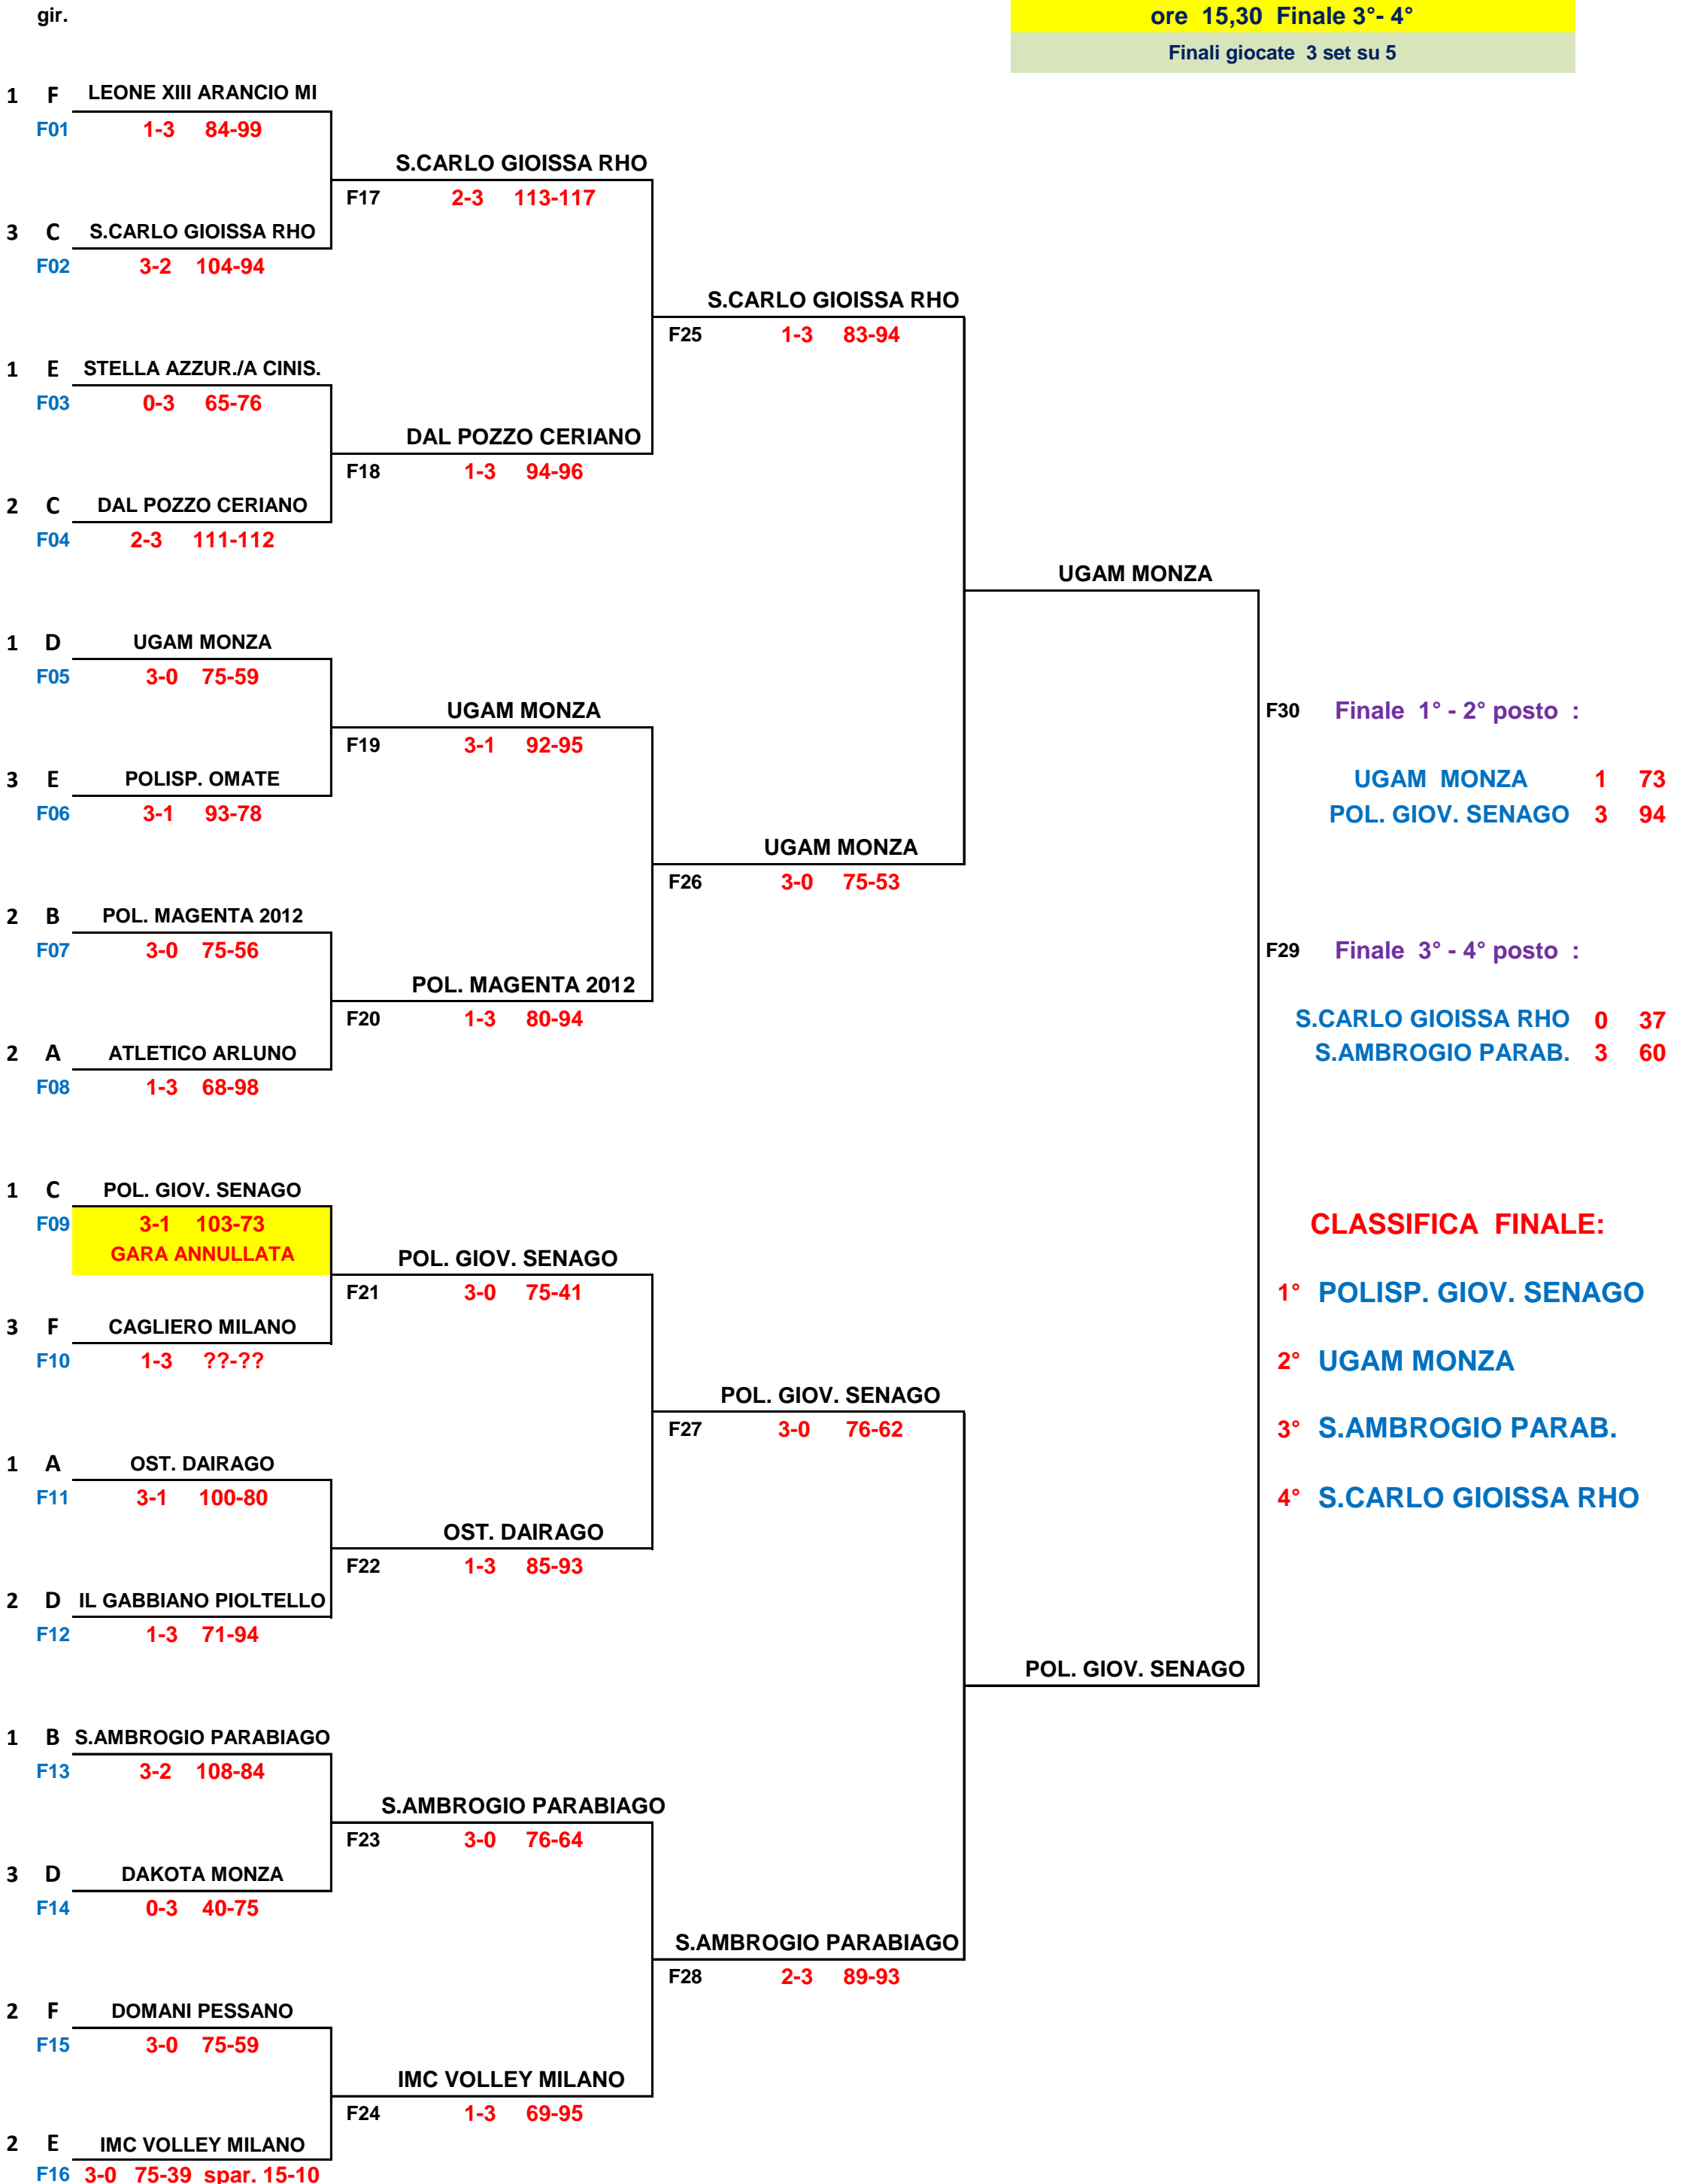 gir.
ore 15,30 Finale 3°- 4°
Finali giocate 3 set su 5
1 F LEONE XIII ARANCIO MI
F01 1-3 84-99
S.CARLO GIOISSA RHO
F17 2-3 113-117
3 C S.CARLO GIOISSA RHO
F02 3-2 104-94
S.CARLO GIOISSA RHO
F25 1-3 83-94
1 E STELLA AZZUR./A CINIS.
F03 0-3 65-76
DAL POZZO CERIANO
F18 1-3 94-96
2 C DAL POZZO CERIANO
F04 2-3 111-112
UGAM MONZA
1 D UGAM MONZA
F05 3-0 75-59
UGAM MONZA
F30 Finale 1° - 2° posto :
F19 3-1 92-95
3 E POLISP. OMATE
UGAM MONZA 1 73
F06 3-1 93-78
POL. GIOV. SENAGO 3 94
UGAM MONZA
F26 3-0 75-53
2 B POL. MAGENTA 2012
F07 3-0 75-56
F29 Finale 3° - 4° posto :
POL. MAGENTA 2012
F20 1-3 80-94
S.CARLO GIOISSA RHO 0 37
2 A ATLETICO ARLUNO
S.AMBROGIO PARAB. 3 60
F08 1-3 68-98
1 C POL. GIOV. SENAGO
F09 3-1 103-73
CLASSIFICA FINALE:
GARA ANNULLATA
POL. GIOV. SENAGO
F21 3-0 75-41
1° POLISP. GIOV. SENAGO
3 F CAGLIERO MILANO
F10 1-3 ??-??
2° UGAM MONZA
POL. GIOV. SENAGO
F27 3-0 76-62
3° S.AMBROGIO PARAB.
1 A OST. DAIRAGO
F11 3-1 100-80
4° S.CARLO GIOISSA RHO
OST. DAIRAGO
F22 1-3 85-93
2 D IL GABBIANO PIOLTELLO
F12 1-3 71-94
POL. GIOV. SENAGO
1 B S.AMBROGIO PARABIAGO
F13 3-2 108-84
S.AMBROGIO PARABIAGO
F23 3-0 76-64
3 D DAKOTA MONZA
F14 0-3 40-75
S.AMBROGIO PARABIAGO
F28 2-3 89-93
2 F DOMANI PESSANO
F15 3-0 75-59
IMC VOLLEY MILANO
F24 1-3 69-95
2 E IMC VOLLEY MILANO
F16 3-0 75-39 spar. 15-10